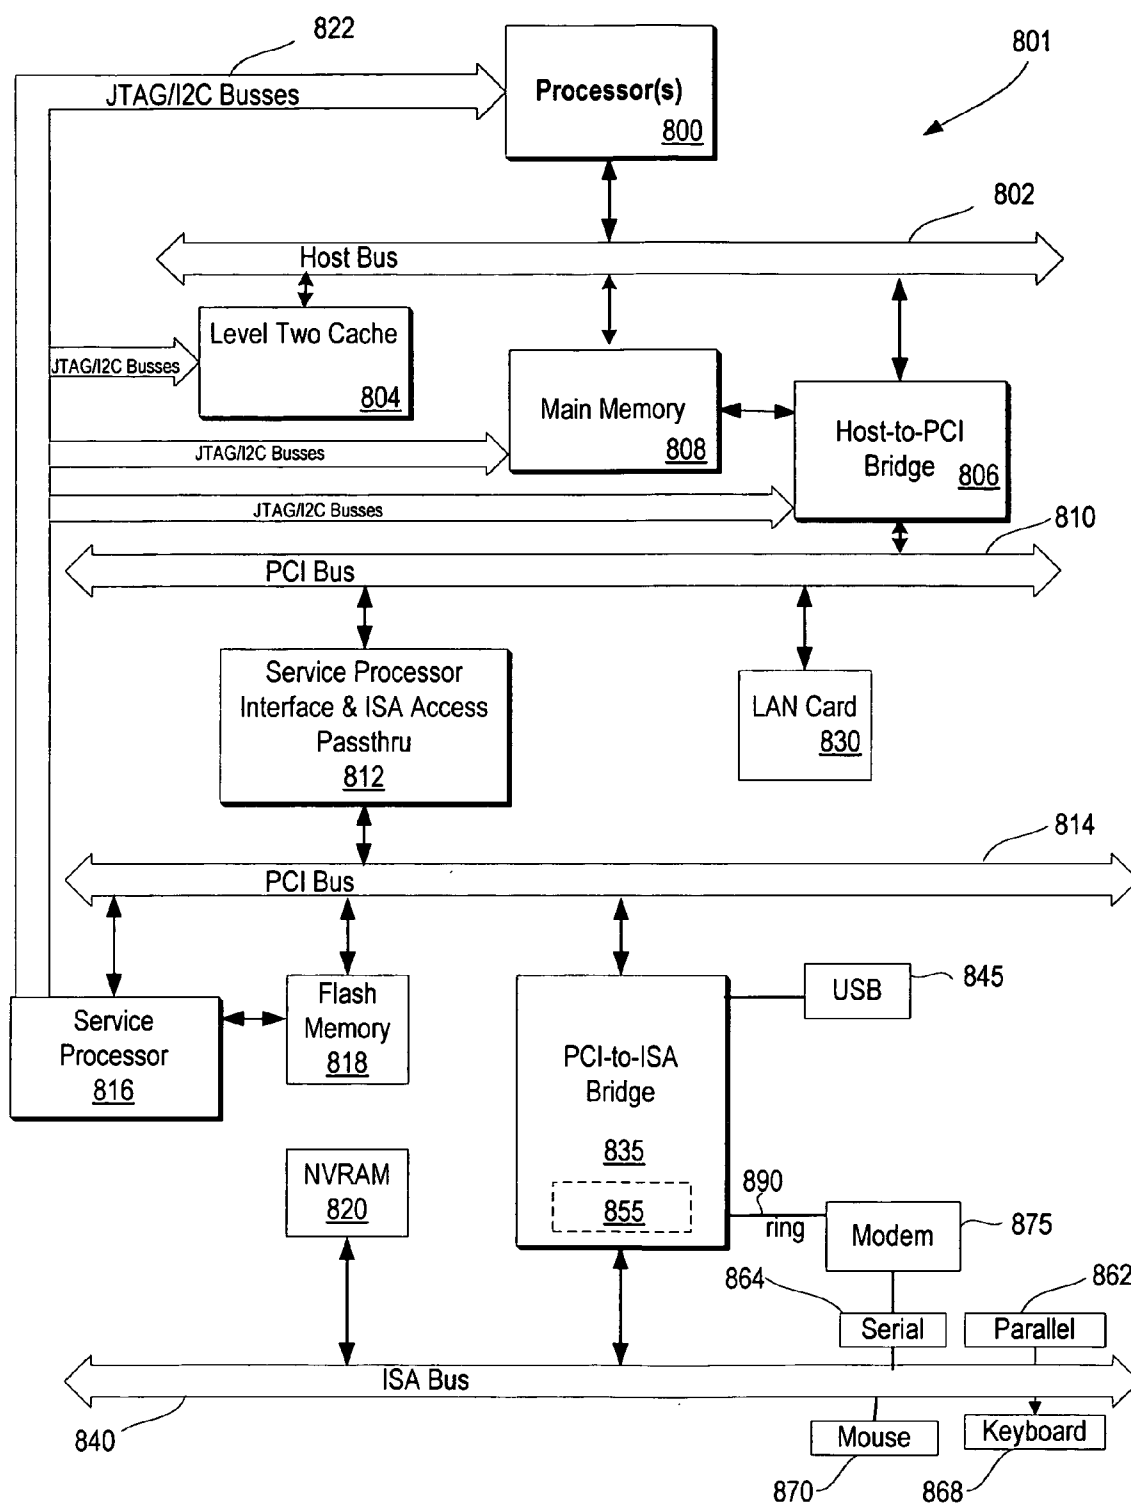 822
801
JTAG/I2C Busses
Processor(s)
800
802
Host Bus
Level Two Cache
804
JTAG/I2C Busses
Main Memory
808
Host-to-PCI
Bridge
806
JTAG/I2C Busses
JTAG/I2C Busses
810
PCI Bus
Service Processor
Interface & ISA Access
Passthru
812
LAN Card
830
814
PCI Bus
Service
Processor
816
Flash
Memory
818
PCI-to-ISA
Bridge
835
855
USB
845
NVRAM
820
890
ring
Modem
875
864
862
Serial
Parallel
ISA Bus
840
Mouse
Keyboard
870
868